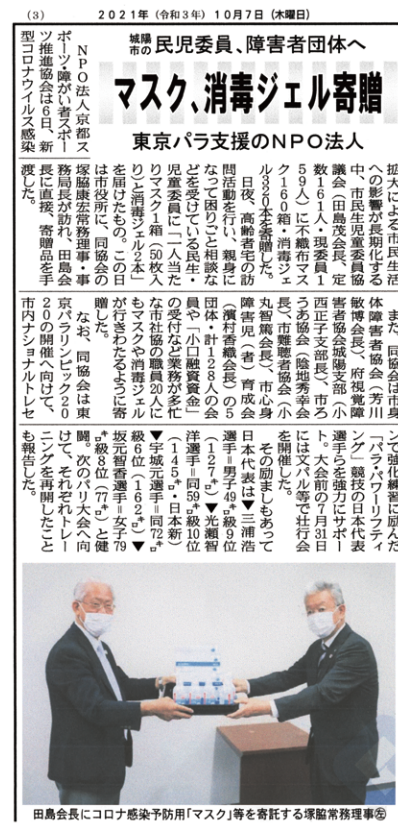 （3） 2021年（令和3年）10月7日（木曜日）
城陽市の 民児委員、障害者団体へ
マスク、消毒ジェル寄贈
東京パラ支援のNPO法人
NPO法人京都ス
ポーツ・障がい者スポー
ツ推進協会は6日、新
型コロナウイルス感染
拡大による市民生活
への影響が長期化する
中、市民生児童委員協
議会（田島茂会長、定
数161人・現委員1
59人）に不織布マス
ク160箱・消毒ジェ
ル320本を寄贈した。
日夜、高齢者宅の訪
問活動を行い、親身に
なって困りごと相談な
どを受けている民生・
児童委員に「一人当た
りマスク1箱（50枚入
り）と消毒ジェル2本」
を届けたもの。この日
は市役所に、同協会の
塚脇康宏常務理事・事
務局長が訪れ、田島会
長に直接、寄贈品を手
渡した。
また、同協会は市身
体障害者協会（芳川
敏博会長）、府視覚障
害者協会城陽支部（小
西正子支部長）、市ろ
うあ協会（陰地秀幸会
長）、市難聴者協会（小
丸智篤会長）、市心身
障害児（者）育成会
（濱村香織会長）の5
団体・計128人の会
員や「小口融資資金」
の受付など業務が多忙
な市社協の職員20人に
もマスクや消毒ジェル
が行きわたるように寄
贈した。
なお、同協会は東
京パラリンピック20
20の開催へ向けて、
市内ナショナルトレセ
ンで強化練習に励んだ
「パラ・パワーリフティ
ング」競技の日本代表
選手らを強力にサポー
ト。大会前の7月31日
には文パル等で壮行会
を開催した。
その励ましもあって
日本代表は▼三浦浩
選手＝男子49㌔級9位
（127㌔）▼光瀬智
洋選手＝同59㌔級10位
（145㌔・日本新）
▼宇城元選手＝同72㌔
級6位（162㌔）▼
坂元智香選手＝女子79
㌔級8位（77㌔）と健
闘。次のパリ大会へ向
けて、それぞれトレー
ニングを再開したこと
も報告した。
田島会長にコロナ感染予防用「マスク」等を寄託する塚脇常務理事㊧